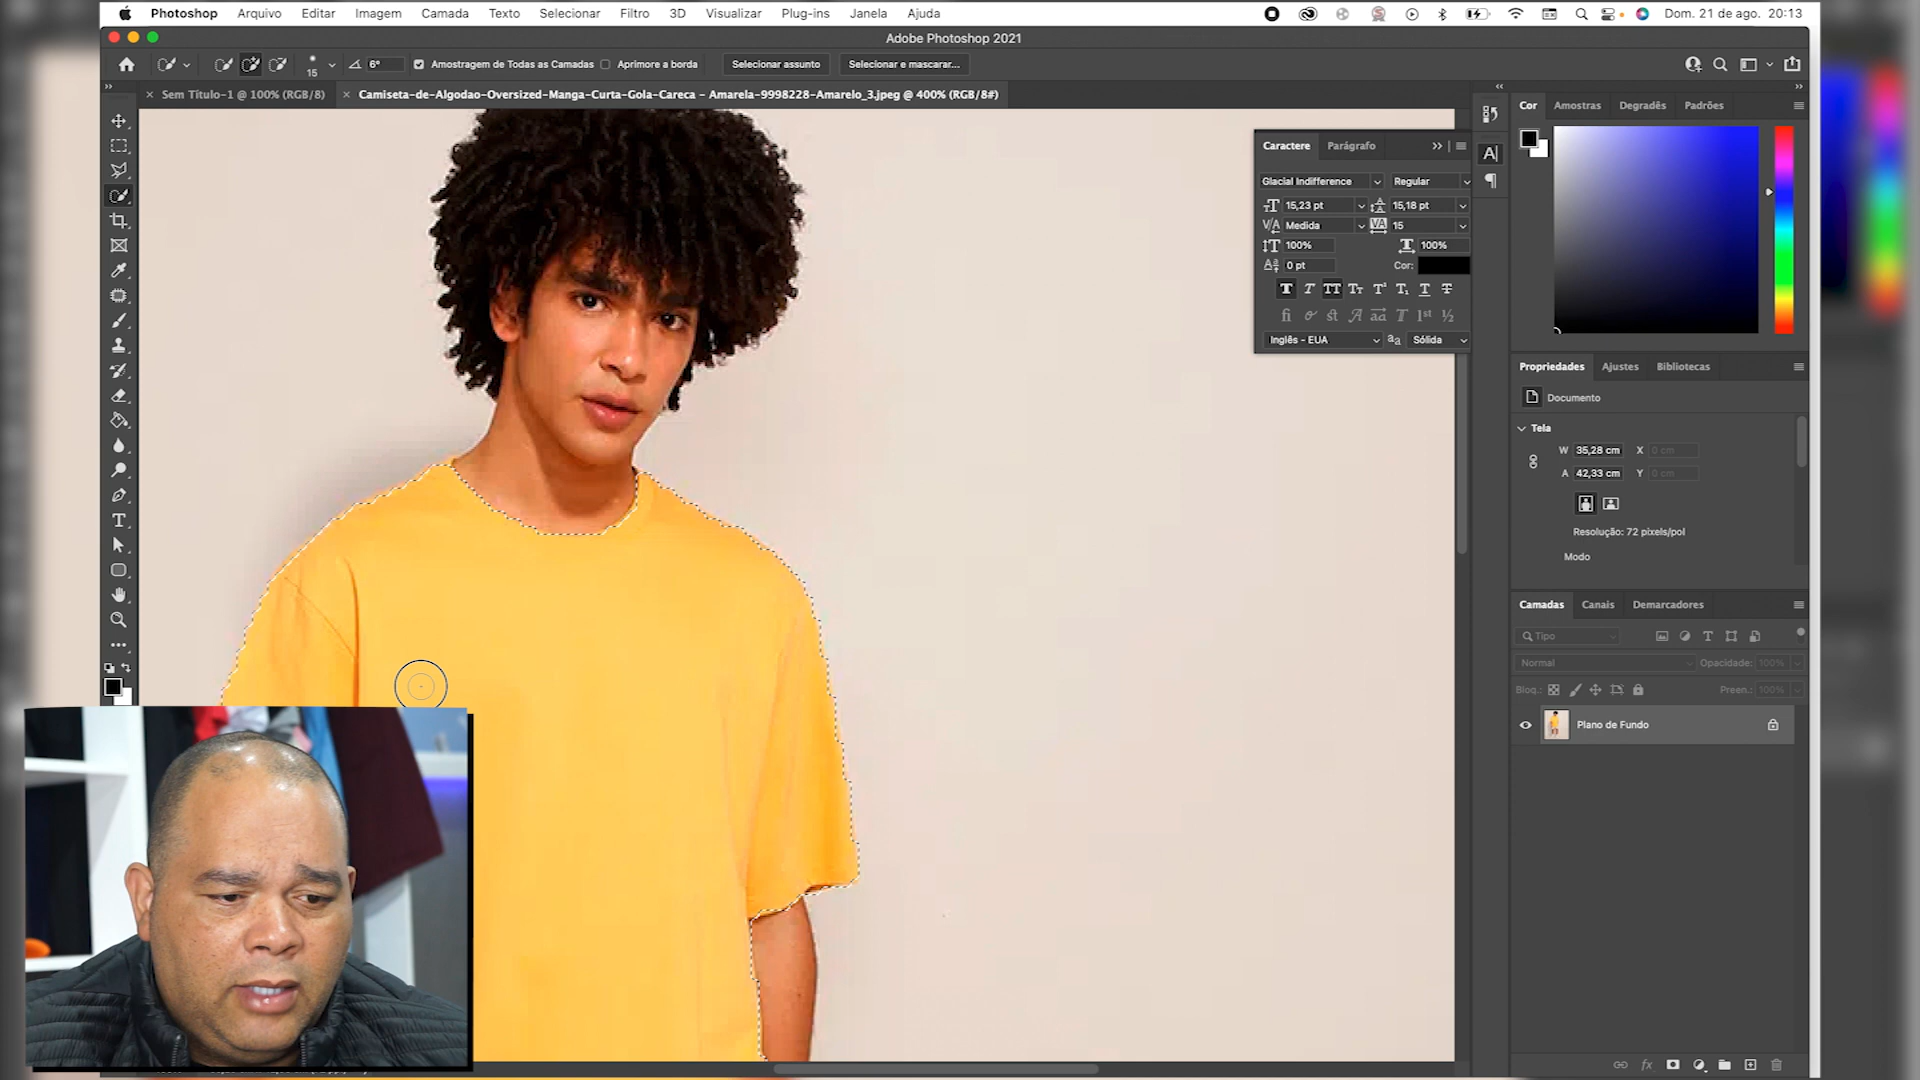 Photoshop Arquivo Editar Imagem Camada Texto Selecionar Filtro 3D Visualizar Plug-ins Janela Ajuda Dom. 21 de ago. 20:13
Adobe Photoshop 2021
15 6° Amostragem de Todas as Camadas Aprimore a borda Selecionar assunto Selecionar e mascarar...
Sem Título-1 @ 100% (RGB/8) Camiseta-de-Algodao-Oversized-Manga-Curta-Gola-Careca - Amarela-9998228-Amarelo_3.jpeg @ 400% (RGB/8#)
Cor Amostras Degradês Padrões
Caractere Parágrafo
Glacial Indifference Regular
15,23 pt 15,18 pt
Medida 15
100% 100%
0 pt Cor:
Inglês - EUA aa Sólida
Propriedades Ajustes Bibliotecas
Documento
Tela
W 35,28 cm X 0 cm
A 42,33 cm Y 0 cm
Resolução: 72 pixels/pol
Modo
Camadas Canais Demarcadores
Tipo
Normal Opacidade: 100%
Bloq.: Preen.: 100%
Plano de Fundo